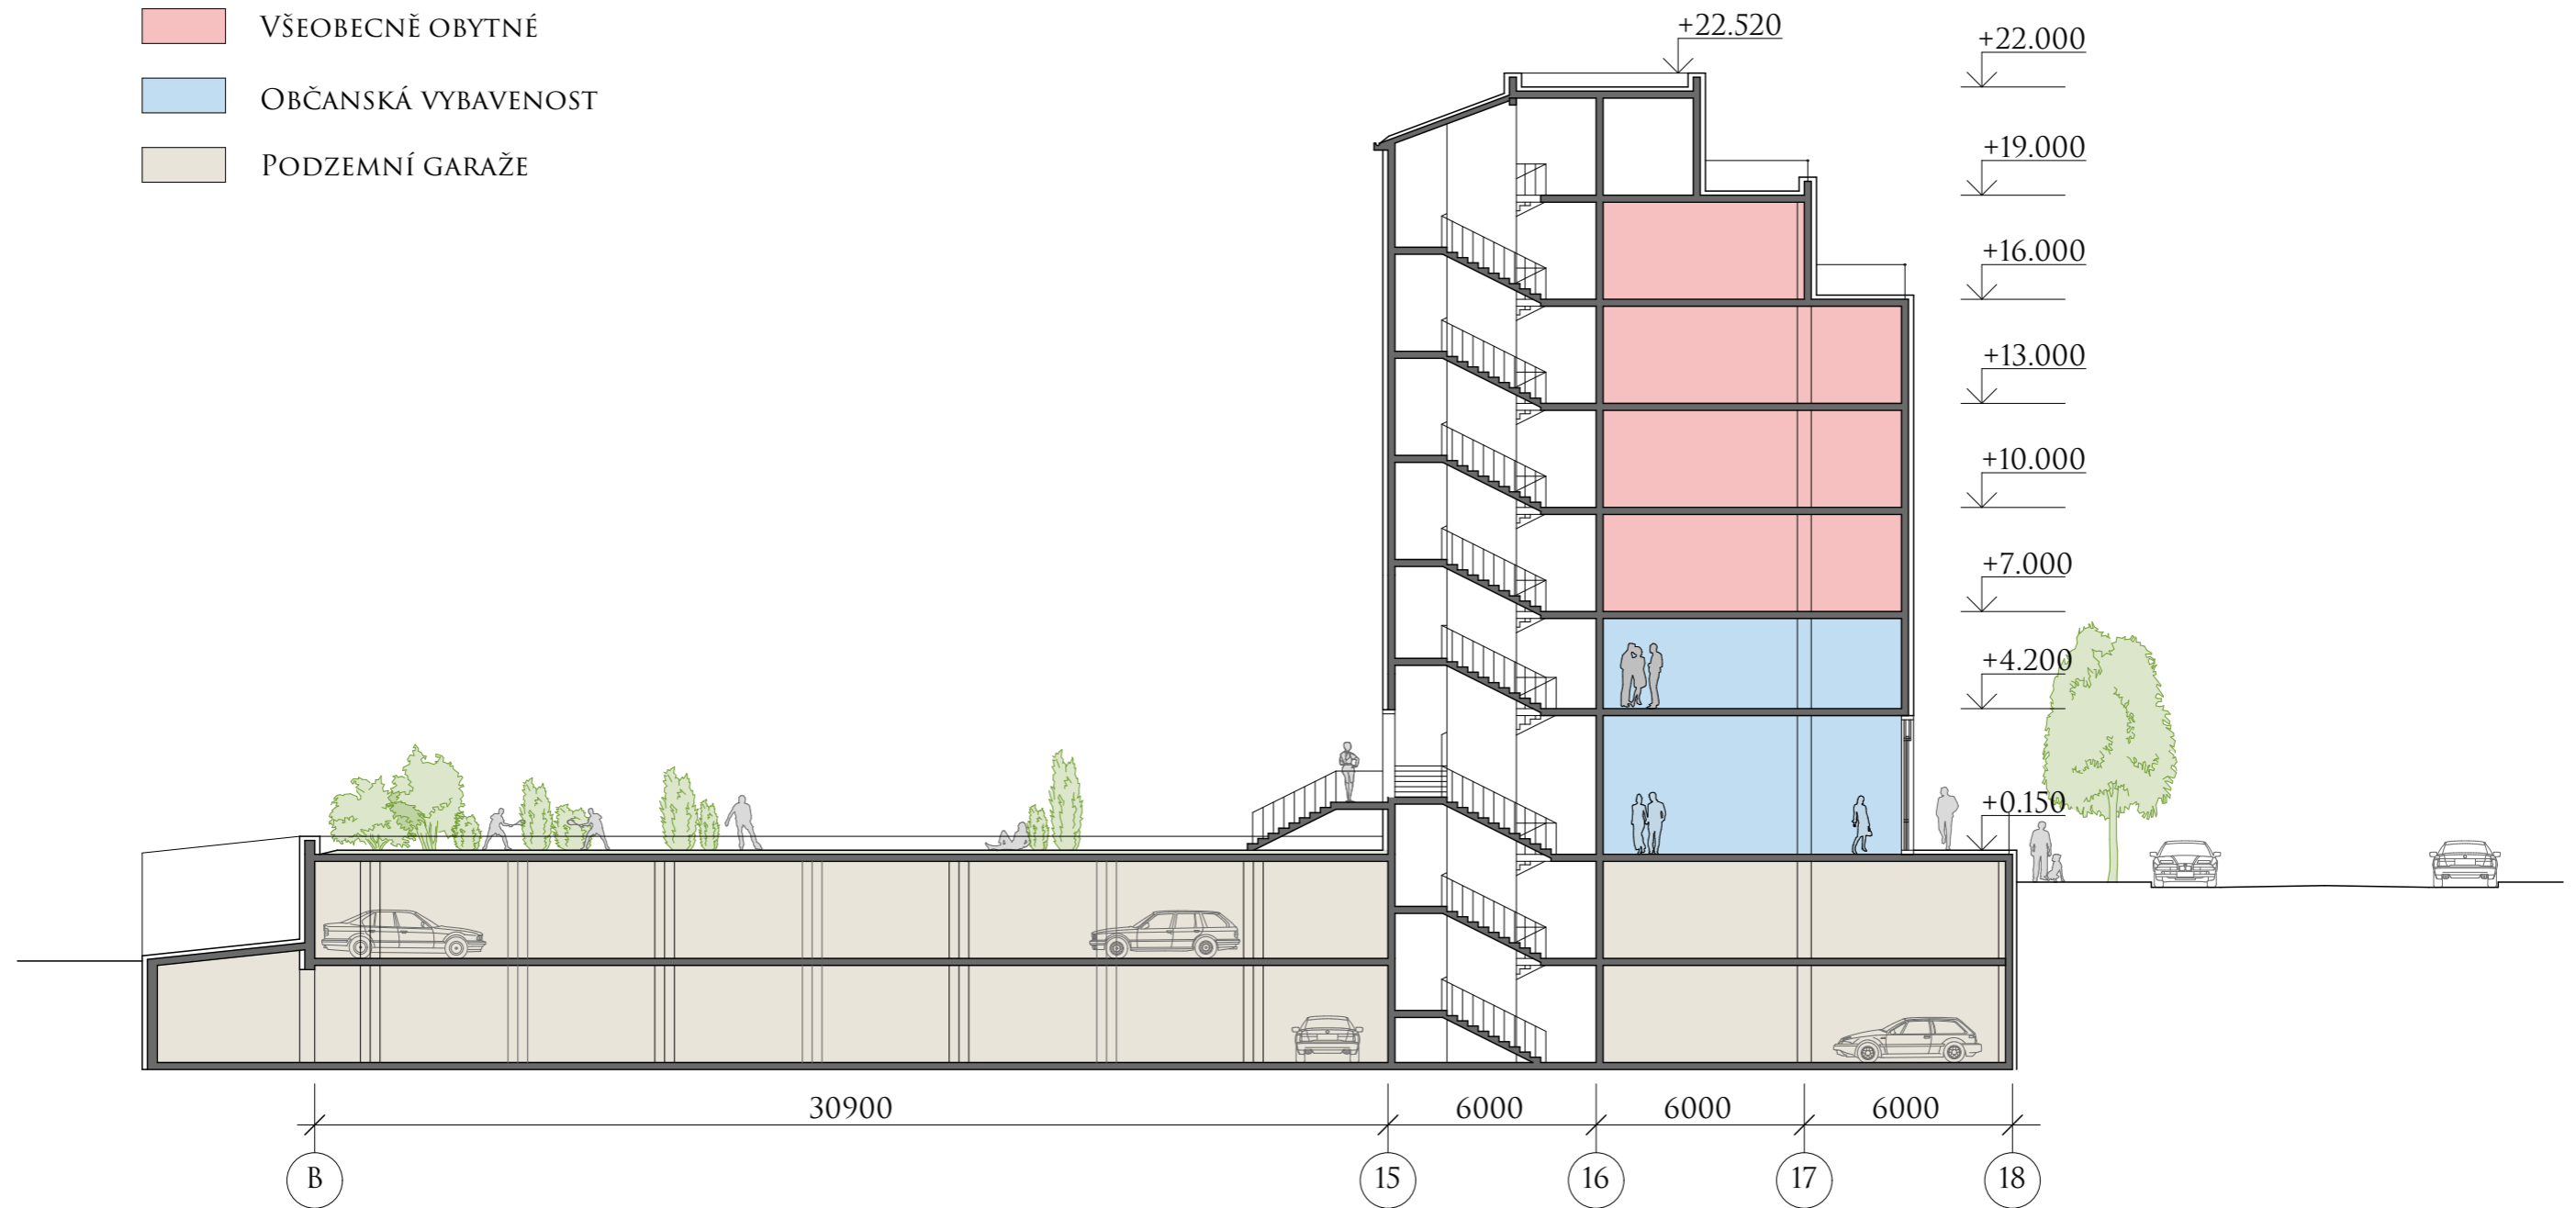 VŠEOBECNĚ OBYTNÉ
OBČANSKÁ VYBAVENOST
PODZEMNÍ GARAŽE
+22.520
+22.000
+19.000
+16.000
+13.000
+10.000
+7.000
+4.200
+0.150
30900 6000 6000 6000
B 15 16 17 18